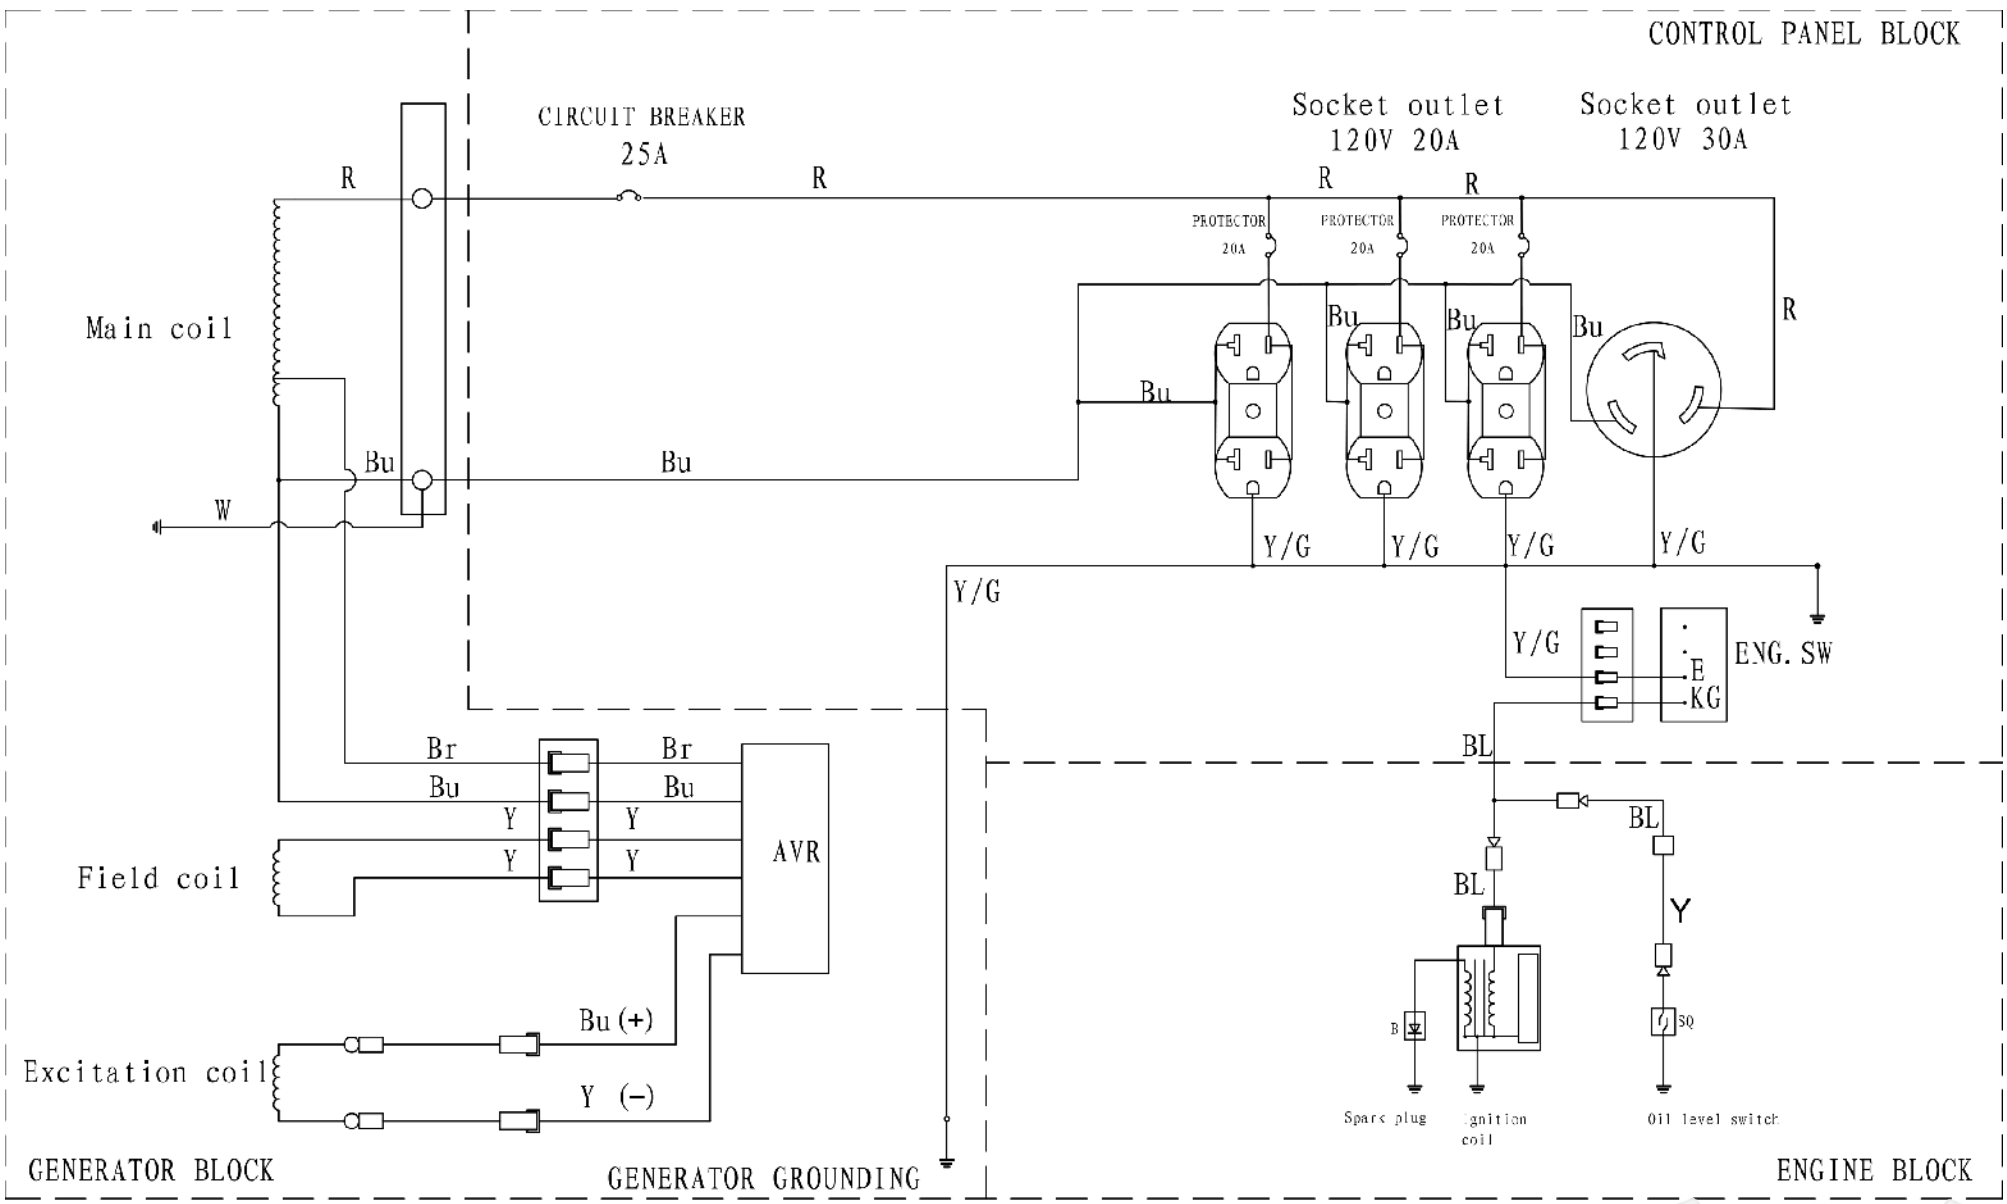 CONTROL PANEL BLOCK
CIRCUIT BREAKER
25A
Socket outlet
120V 20A
Socket outlet
120V 30A
R
R
R
R
PROTECTOR
20A
PROTECTOR
20A
PROTECTOR
20A
Main coil
Bu
Bu
Bu
R
Bu
Bu
Bu
W
Y/G
Y/G
Y/G
Y/G
Y/G
Y/G
ENG. SW
E
KG
Br
Br
BL
Bu
Bu
Y
Y
BL
Y
Y
AVR
Field coil
BL
Y
Bu (+)
B
SQ
Excitation coil
Y (−)
Spark plug
ignition
coil
Oil level switch
GENERATOR BLOCK
GENERATOR GROUNDING
ENGINE BLOCK